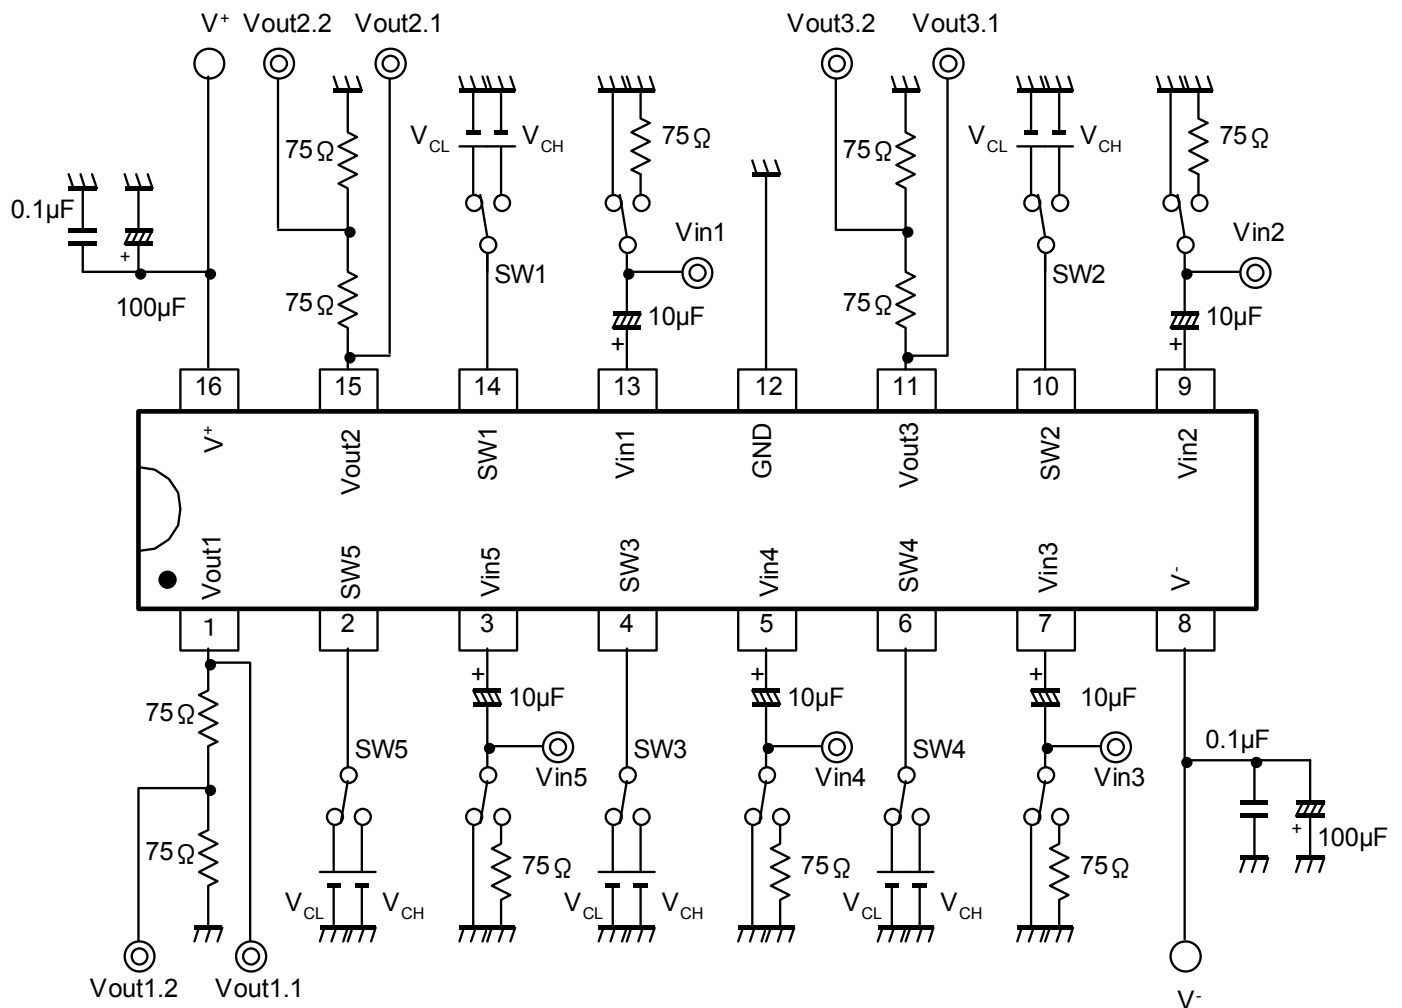 V+ Vout2.2 Vout2.1 Vout3.2 Vout3.1
75Ω VCL VCH 75Ω 75Ω VCL VCH 75Ω
0.1µF
Vin1 Vin2
100µF 75Ω SW1 10µF 75Ω SW2 10µF
+ + +
16 15 14 13 12 11 10 9
V+ Vout2 SW1 Vin1 GND Vout3 SW2 Vin2
Vout1 SW5 Vin5 SW3 Vin4 SW4 Vin3 V-
1 2 3 4 5 6 7 8
+ + +
75Ω 10µF 10µF 10µF
SW5 Vin5 SW3 Vin4 SW4 Vin3 0.1µF
+ 100µF
75Ω VCL VCH 75Ω VCL VCH 75Ω VCL VCH 75Ω
Vout1.2 Vout1.1 V-